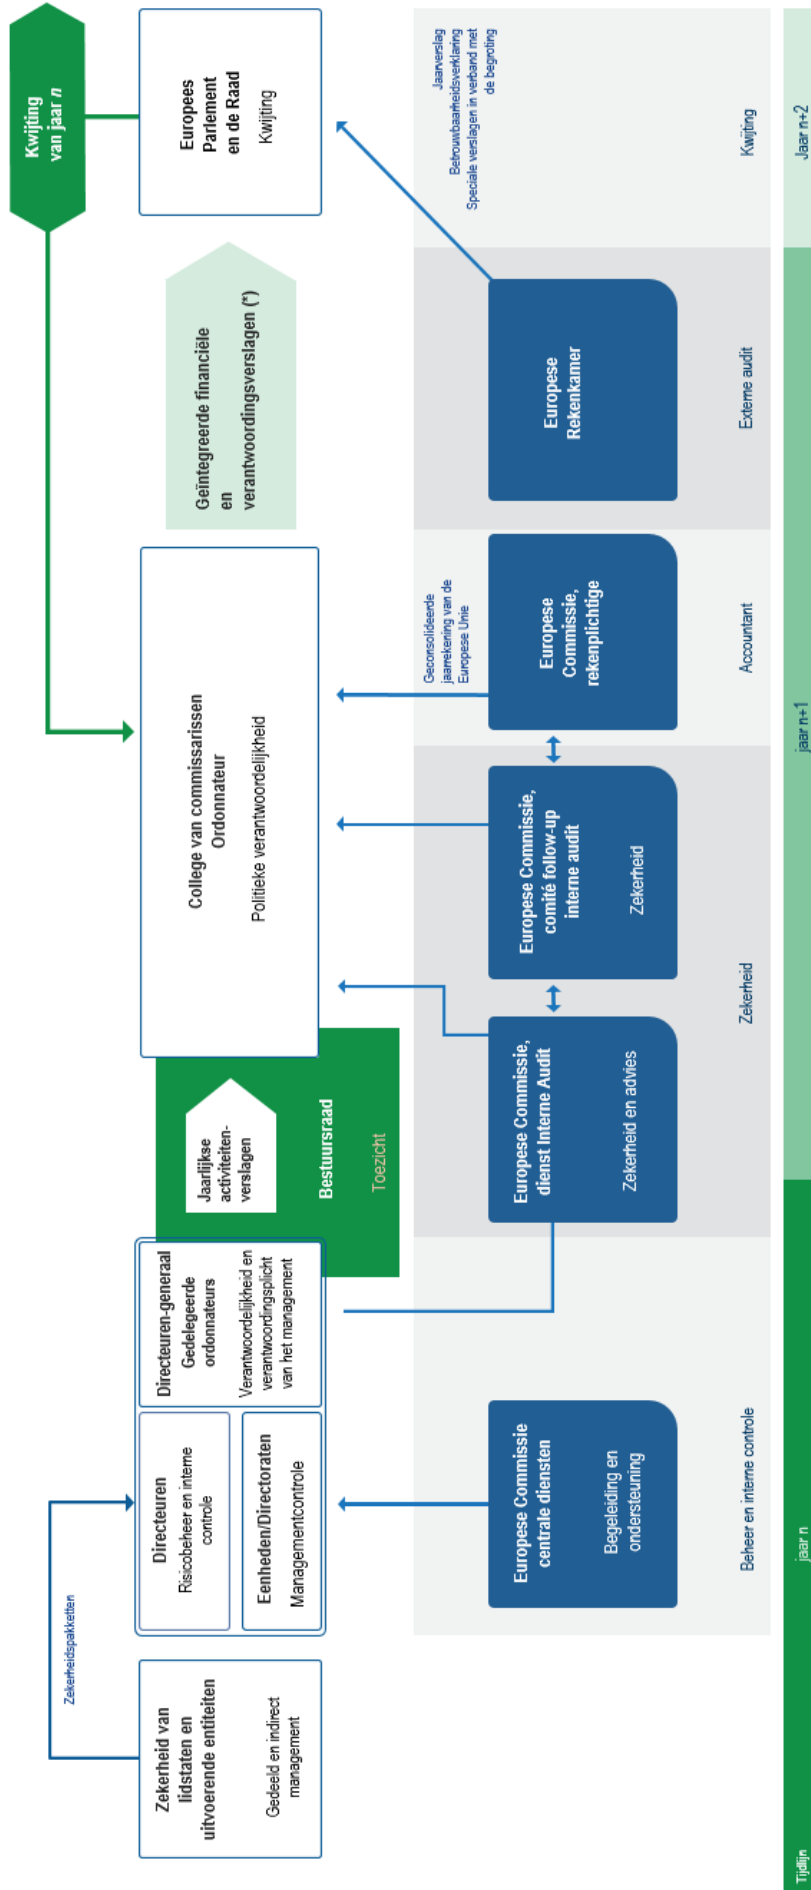 Kwijting
van jaar n
Zekerheidspakketten
Zekerheid van
lidstaten en
uitvoerende entiteiten
Gedeeld en indirect
management
Directeuren
Risicobeheer en interne
controle
Eenheden/Directoraten
Managementcontrole
Directeuren-generaal
Gedelegeerde
ordonnateurs
Verantwoordelijkheid en
verantwoordingsplicht
van het management
Jaarlijkse
activiteiten-
verslagen
Bestuursraad
Toezicht
College van commissarissen
Ordonnateur
Politieke verantwoordelijkheid
Geïntegreerde financiële
en
verantwoordingsverslagen (*)
Europees
Parlement
en de Raad
Kwijting
Geconsolideerde
jaarrekening van de
Europese Unie
Jaarverslag
Betrouwbaarheidsverklaring
Speciale verslagen in verband met
de begroting
Europese Commissie
centrale diensten
Begeleiding en
ondersteuning
Europese Commissie,
dienst Interne Audit
Zekerheid en advies
Europese Commissie,
comité follow-up
interne audit
Zekerheid
Europese
Commissie,
rekenplichtige
Europese
Rekenkamer
Beheer en interne controle
Zekerheid
Accountant
Externe audit
Kwijting
Tijdlijn
jaar n
jaar n+1
Jaar n+2